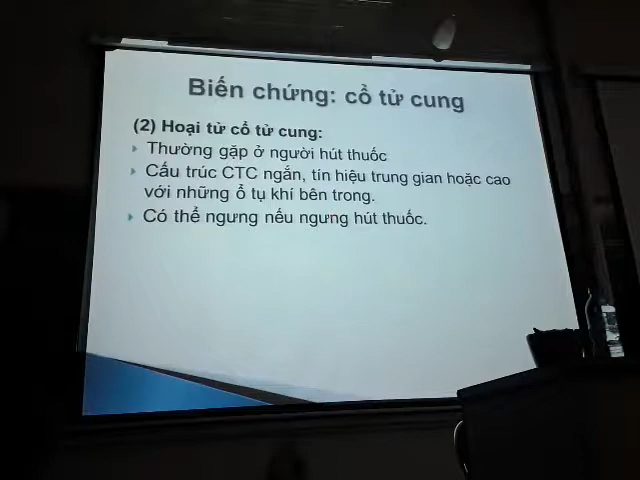 Biến chứng: cổ tử cung
(2) Hoại tử cổ tử cung:
Thường gặp ở người hút thuốc
Cấu trúc CTC ngắn, tín hiệu trung gian hoặc cao
với những ổ tụ khí bên trong.
Có thể ngưng nếu ngưng hút thuốc.